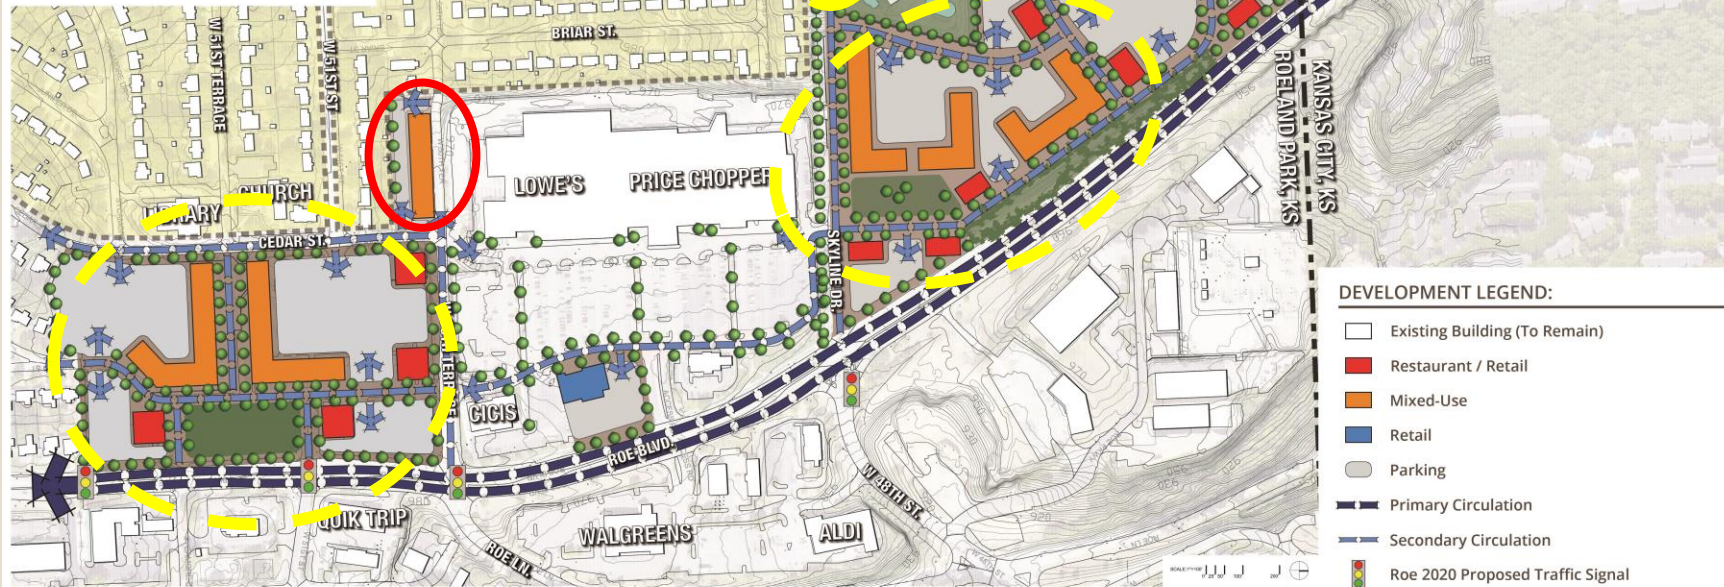 BRIAR ST.
W 51ST TERRACE
W 51ST ST
LOWE'S
PRICE CHOPPER
CHURCH
LIBRARY
CEDAR ST.
SKYLINE DR.
CICIS
ROE BLVD.
QUIK TRIP
ROE LN.
WALGREENS
ALDI
W 48TH ST.
ROELAND PARK, KS
KANSAS CITY, KS
DEVELOPMENT LEGEND:
Existing Building (To Remain)
Restaurant / Retail
Mixed-Use
Retail
Parking
Primary Circulation
Secondary Circulation
Roe 2020 Proposed Traffic Signal